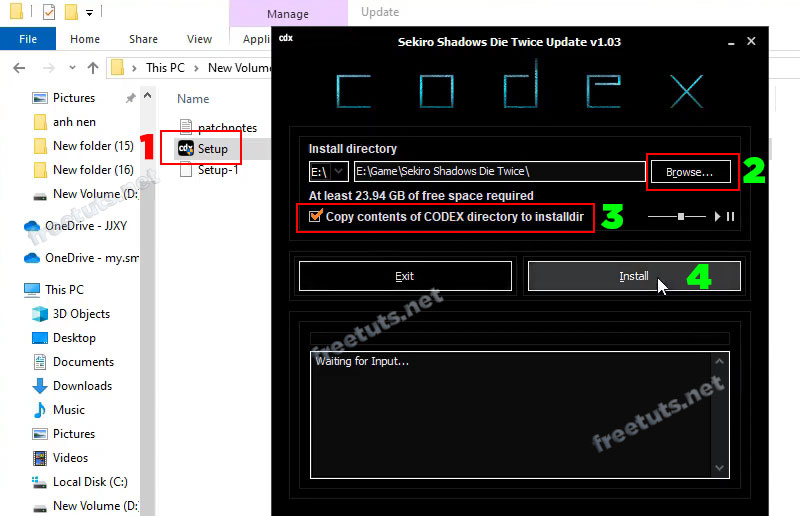 Manage
Update
File
Home
Share
View
Appli
This PC
New Volume
cdx
Sekiro Shadows Die Twice Update v1.03
codex
Pictures
anh nen
New folder (15)
New folder (16)
New Volume (D:
OneDrive - JJXY
OneDrive - my.sm
This PC
3D Objects
Desktop
Documents
Downloads
Music
Pictures
Videos
Local Disk (C:)
New Volume (D:
Name
patchnotes
1
cdx
Setup
Setup-1
Install directory
E:\
E:\Game\Sekiro Shadows Die Twice\
Browse...
2
At least 23.94 GB of free space required
Copy contents of CODEX directory to installdir
3
Exit
Install
4
Waiting for Input...
freetuts.net
freetuts.net
freetuts.net